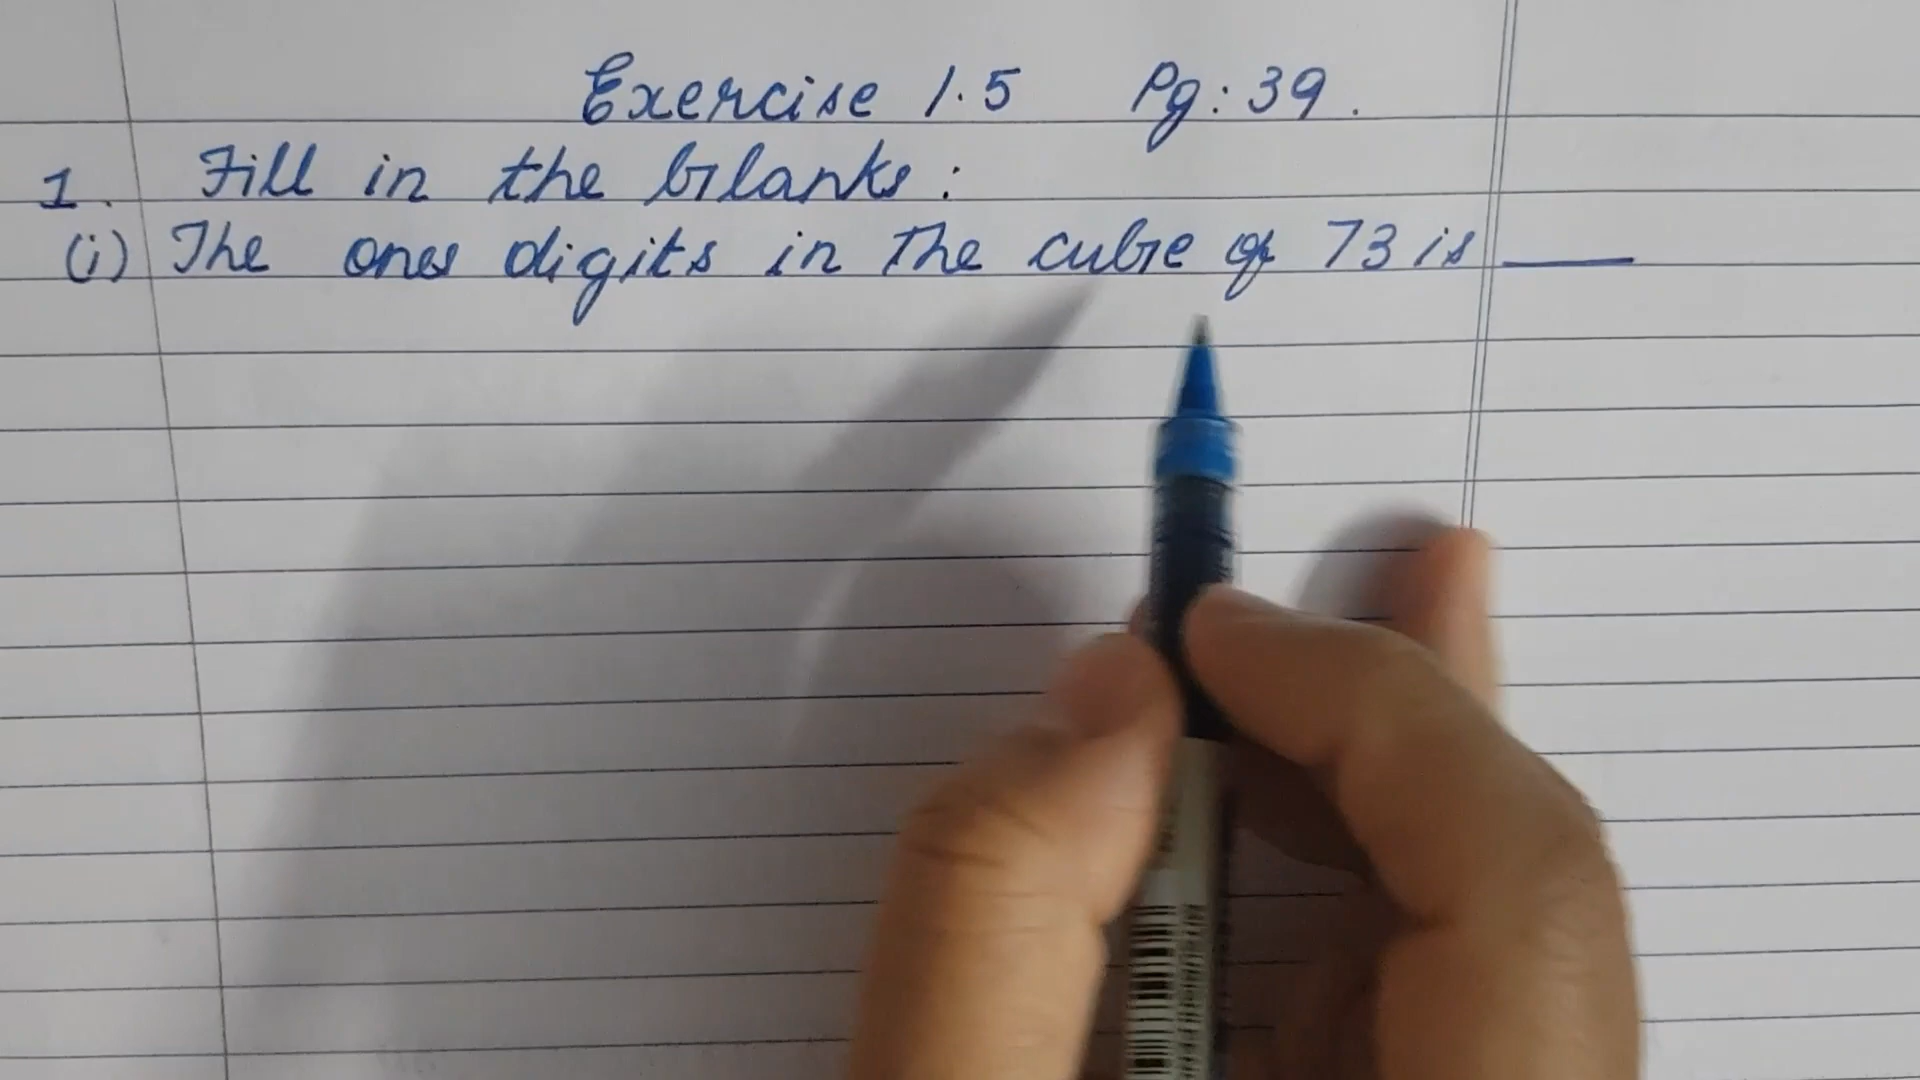 Exercise 1.5 Pg: 39.
1. Fill in the blanks:
(i) The ones digits in the cube of 73 is ____